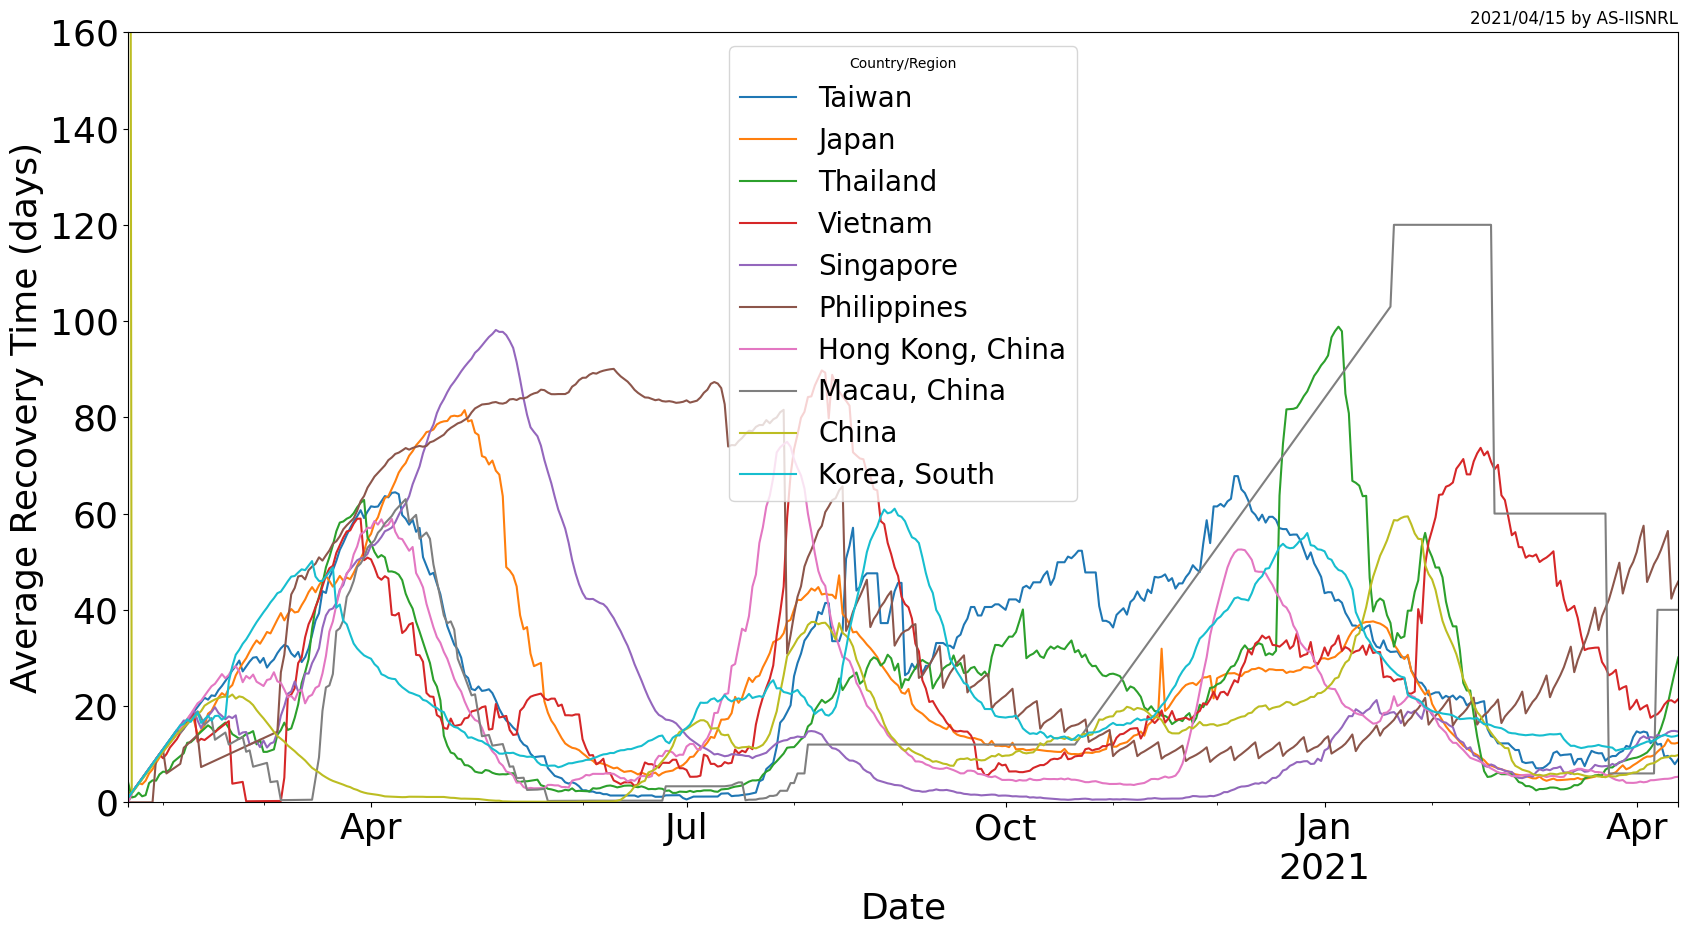 2021/04/15 by AS-IISNRL
160
140
120
100
80
60
40
20
0
Average Recovery Time (days)
Country/Region
Taiwan
Japan
Thailand
Vietnam
Singapore
Philippines
Hong Kong, China
Macau, China
China
Korea, South
Apr Jul Oct Jan Apr
2021
Date